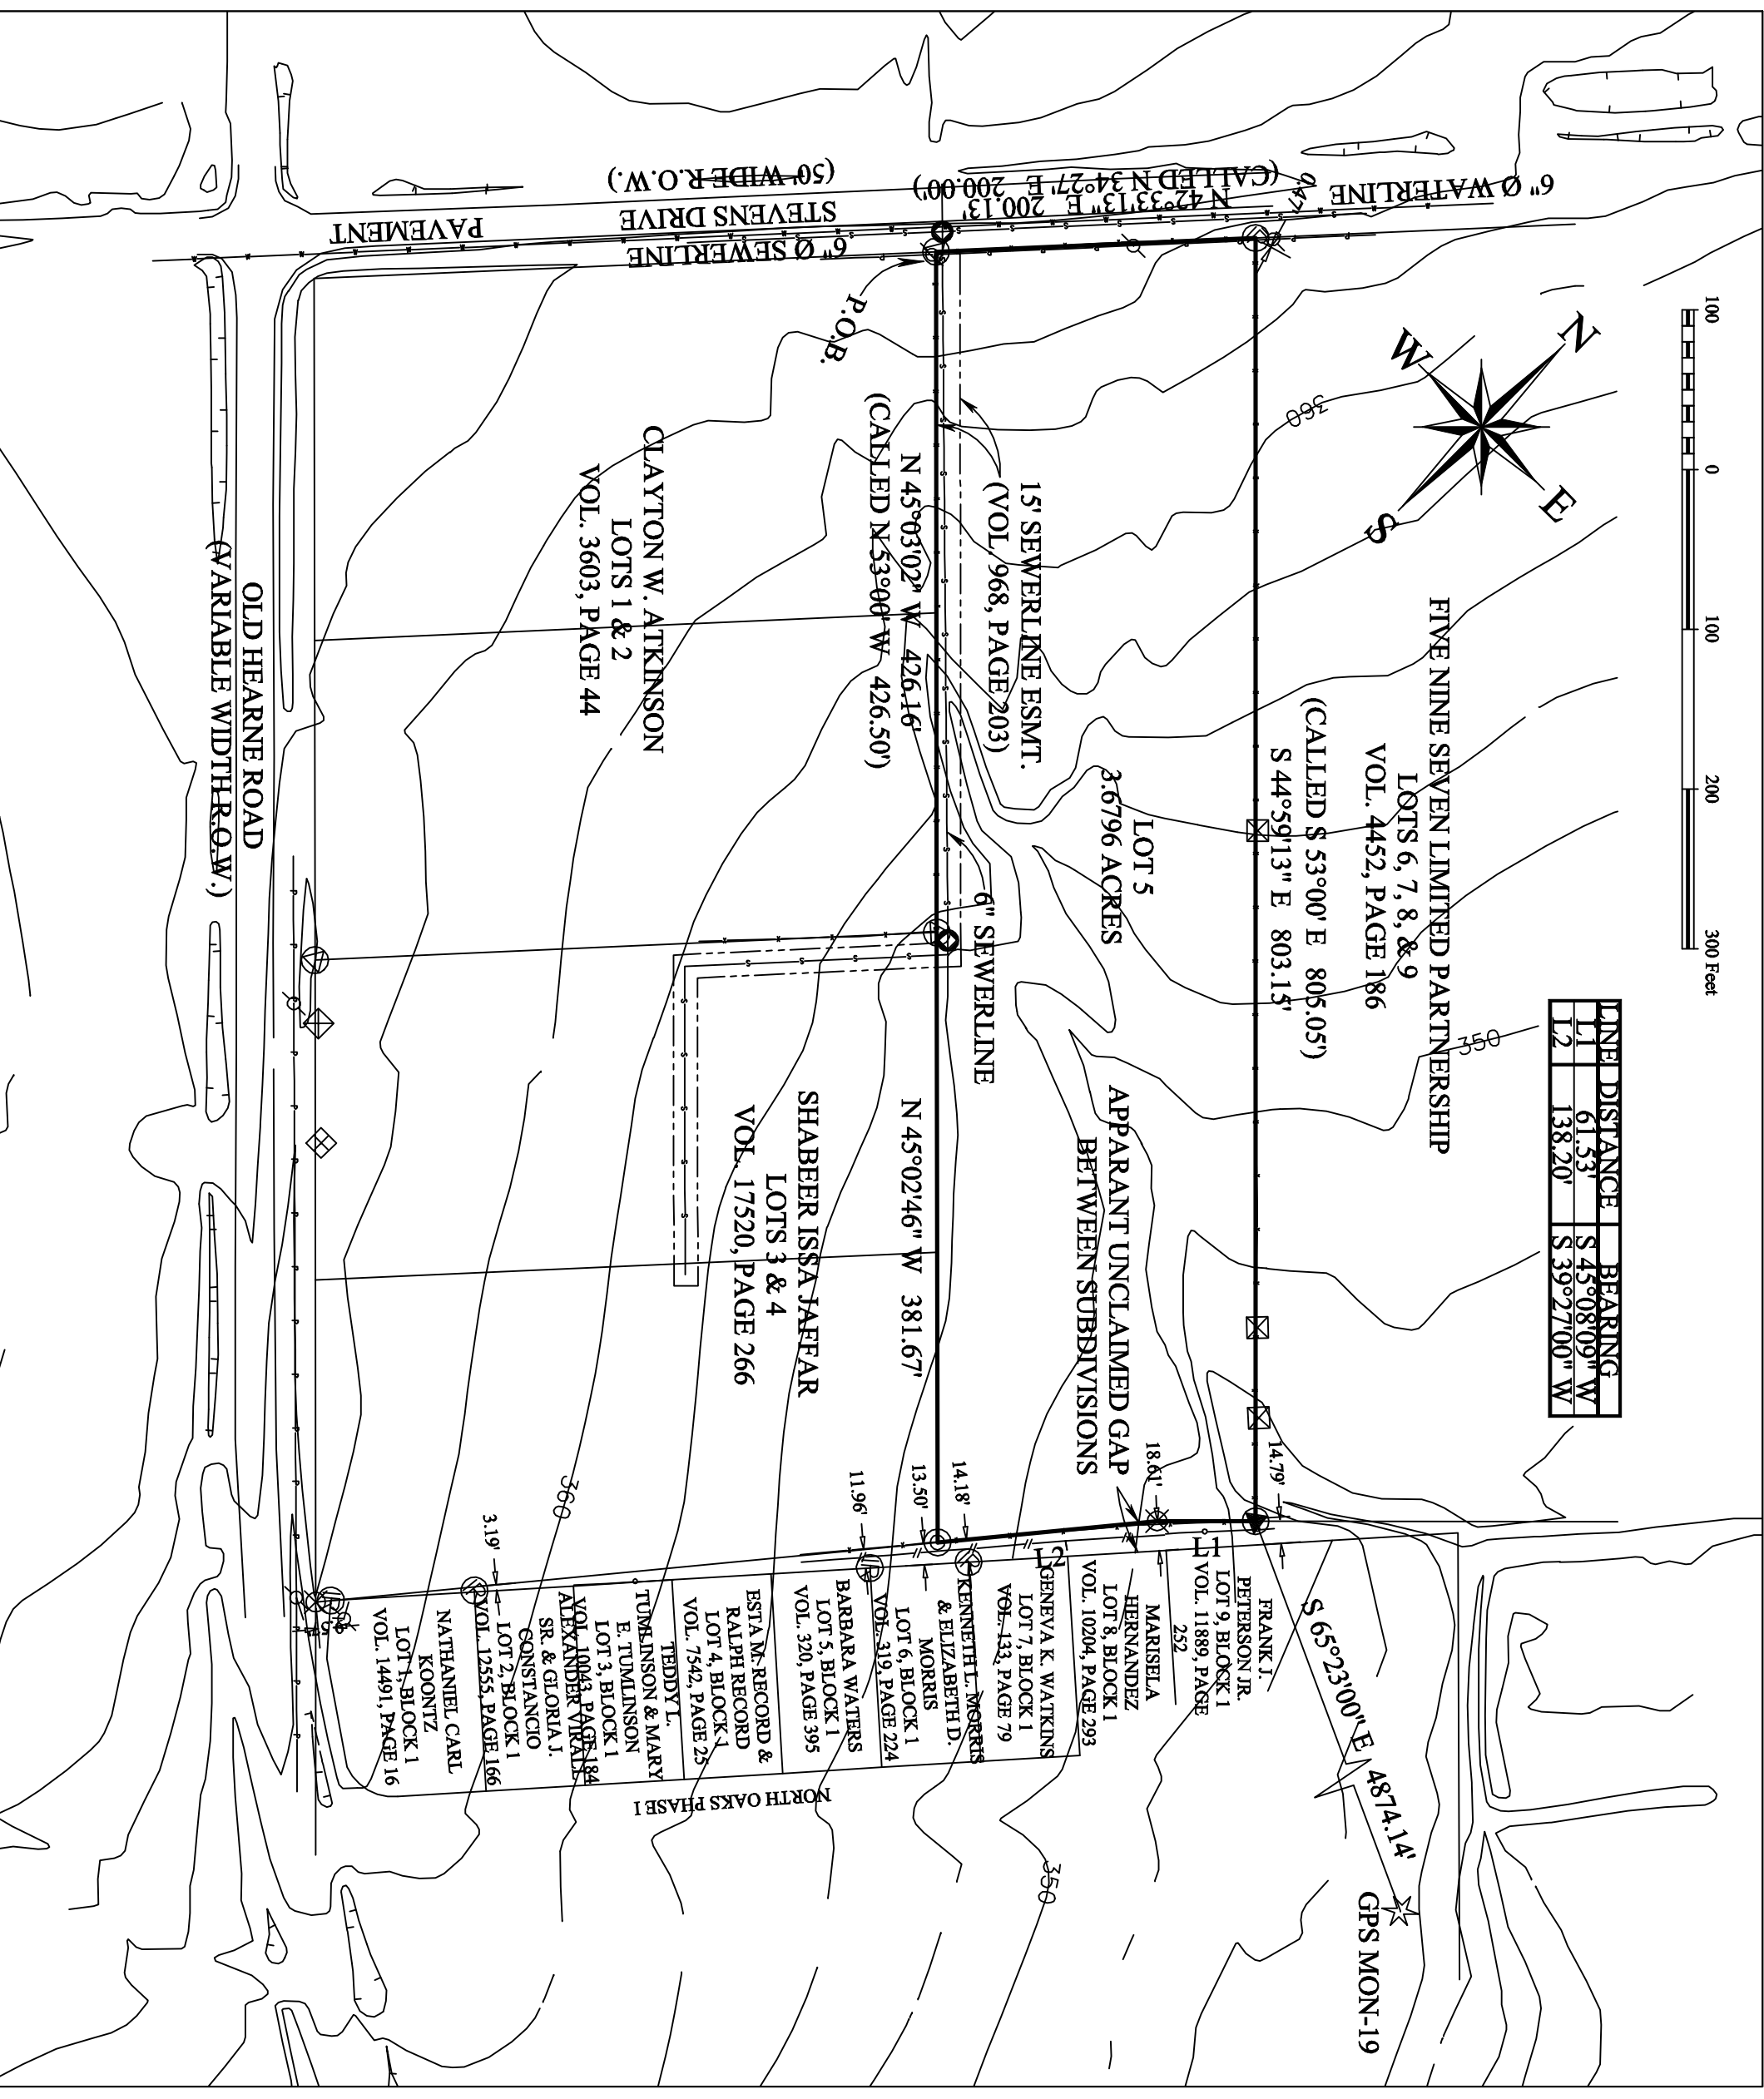 100
0
100
200
300 Feet
N
E
S
W
LINE DISTANCE BEARING
L1 61.53' S 45°08'09" W
L2 138.20' S 39°27'00" W
FIVE NINE SEVEN LIMITED PARTNERSHIP
LOTS 6, 7, 8, & 9
VOL. 4452, PAGE 186
(CALLED S 53°00' E 805.05')
S 44°59'13" E 803.15'
360
350
6" Ø WATERLINE
0.47'
N 42°33'13" E 200.13'
(CALLED N 34°27' E 200.00')
STEVENS DRIVE
(50' WIDE R.O.W.)
PAVEMENT
6" Ø SEWERLINE
P.O.B.
LOT 5
3.6796 ACRES
15' SEWERLINE ESMT.
(VOL. 968, PAGE 203)
6" SEWERLINE
N 45°03'02" W 426.16'
(CALLED N 53°00' W 426.50')
N 45°02'46" W 381.67'
APPARANT UNCLAIMED GAP
BETWEEN SUBDIVISIONS
CLAYTON W. ATKINSON
LOTS 1 & 2
VOL. 3603, PAGE 44
SHABEER ISSA JAFFAR
LOTS 3 & 4
VOL. 17520, PAGE 266
OLD HEARNE ROAD
(VARIABLE WIDTH R.O.W.)
360
14.79'
18.61'
14.18'
13.50'
11.96'
3.19'
L1
L2
S 65°23'00" E 4874.14'
GPS MON-19
FRANK J.
PETERSON JR.
LOT 9, BLOCK 1
VOL. 11889, PAGE
252
MARISELA
HERNANDEZ
LOT 8, BLOCK 1
VOL. 10204, PAGE 293
GENEVA K. WATKINS
LOT 7, BLOCK 1
VOL. 133, PAGE 79
KENNETH L. MORRIS
& ELIZABETH D.
MORRIS
LOT 6, BLOCK 1
VOL. 319, PAGE 224
BARBARA WATERS
LOT 5, BLOCK 1
VOL. 320, PAGE 395
ESTA M. RECORD &
RALPH RECORD
LOT 4, BLOCK 1
VOL. 7542, PAGE 25
TEDDY L.
TUMLINSON & MARY
E. TUMLINSON
LOT 3, BLOCK 1
VOL. 10043, PAGE 184
ALEXANDER VIRALL
SR. & GLORIA J.
CONSTANCIO
LOT 2, BLOCK 1
VOL. 12555, PAGE 166
NATHANIEL CARL
KOONTZ
LOT 1, BLOCK 1
VOL. 14491, PAGE 16
NORTH OAKS PHASE I
350